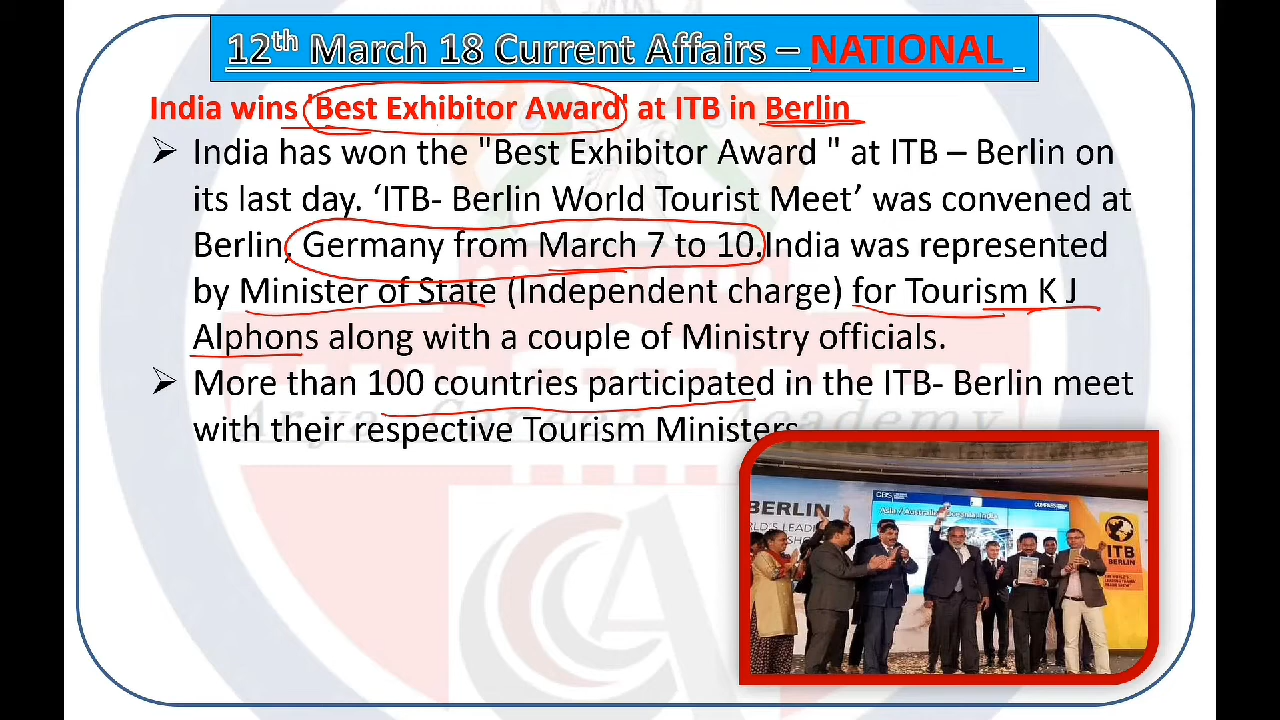 12th March 18 Current Affairs – NATIONAL
India wins 'Best Exhibitor Award' at ITB in Berlin
➢ India has won the "Best Exhibitor Award " at ITB – Berlin on
its last day. ‘ITB- Berlin World Tourist Meet’ was convened at
Berlin, Germany from March 7 to 10.India was represented
by Minister of State (Independent charge) for Tourism K J
Alphons along with a couple of Ministry officials.
➢ More than 100 countries participated in the ITB- Berlin meet
with their respective Tourism Ministers
BERLIN
ITB
BERLIN